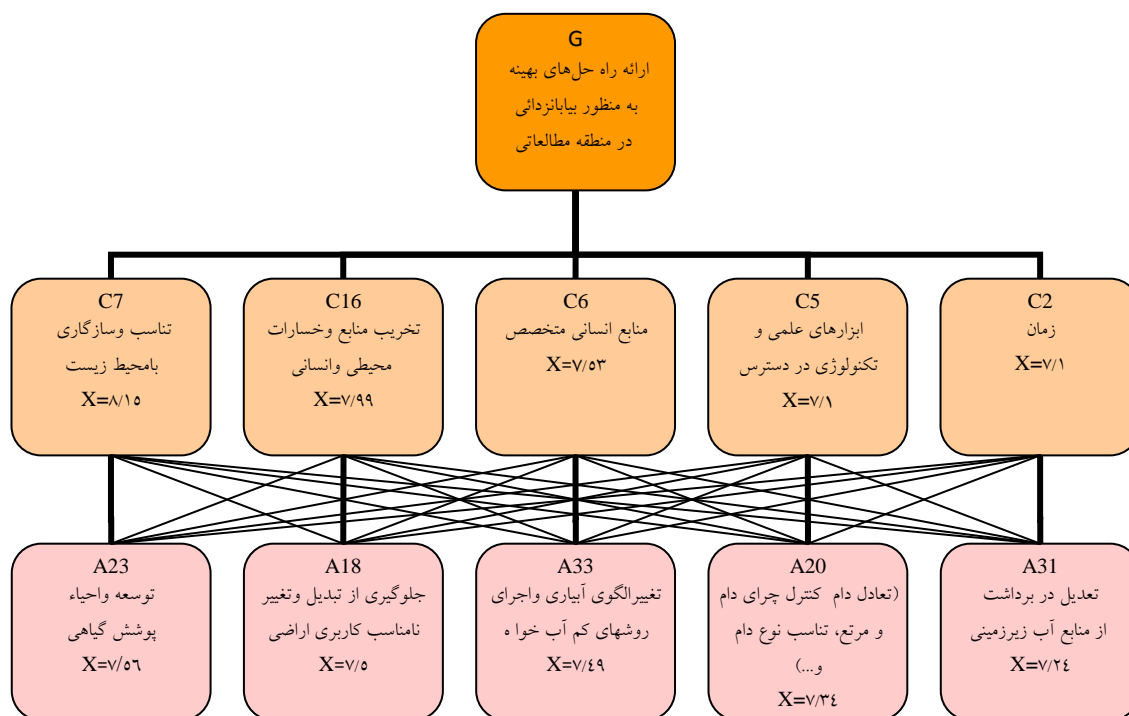 G
ارائه راه حل‌های بهینه
به منظور بیابانزدائی
در منطقه مطالعاتی
C7
تناسب وسازگاری
بامحیط زیست
X=۸/۱۵
C16
تخریب منابع وخسارات
محیطی وانسانی
X=۷/۹۹
C6
منابع انسانی متخصص
X=۷/۵۳
C5
ابزارهای علمی و
تکنولوژی در دسترس
X=۷/۱
C2
زمان
X=۷/۱
A23
توسعه واحیاء
پوشش گیاهی
X=۷/۵۶
A18
جلوگیری از تبدیل وتغییر
نامناسب کاربری اراضی
X=۷/۵
A33
تغییرالگوی آبیاری واجرای
روشهای کم آب خوا ه
X=۷/٤۹
A20
(تعادل دام کنترل چرای دام
و مرتع، تناسب نوع دام
و...)
X=۷/۳٤
A31
تعدیل در برداشت
از منابع آب زیرزمینی
X=۷/۲٤